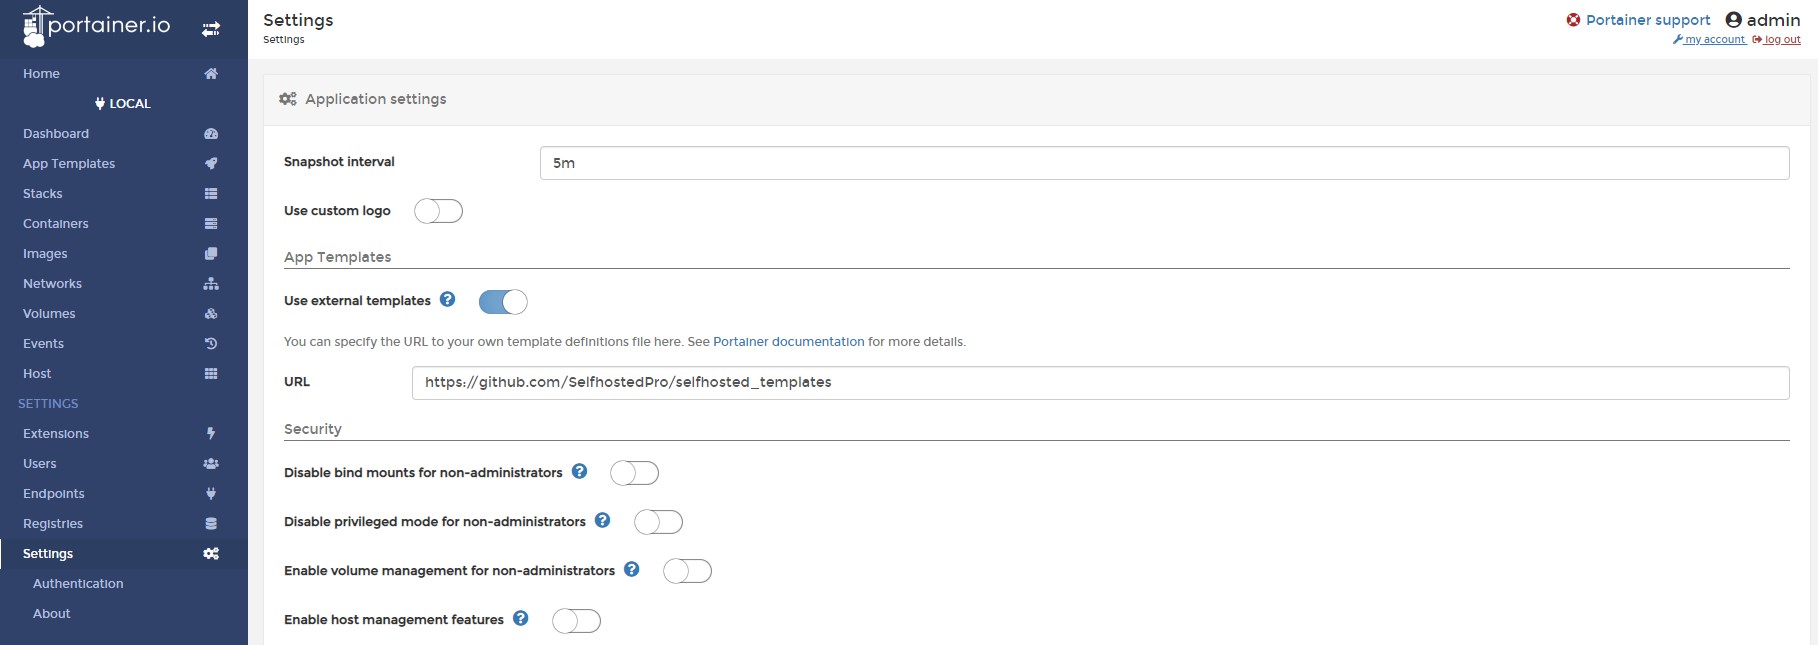 portainer.io
Home
LOCAL
Dashboard
App Templates
Stacks
Containers
Images
Networks
Volumes
Events
Host
SETTINGS
Extensions
Users
Endpoints
Registries
Settings
Authentication
About
Settings
Settings
Portainer support admin
my account log out
Application settings
Snapshot interval 5m
Use custom logo
App Templates
Use external templates ?
You can specify the URL to your own template definitions file here. See Portainer documentation for more details.
URL https://github.com/SelfhostedPro/selfhosted_templates
Security
Disable bind mounts for non-administrators ?
Disable privileged mode for non-administrators ?
Enable volume management for non-administrators ?
Enable host management features ?